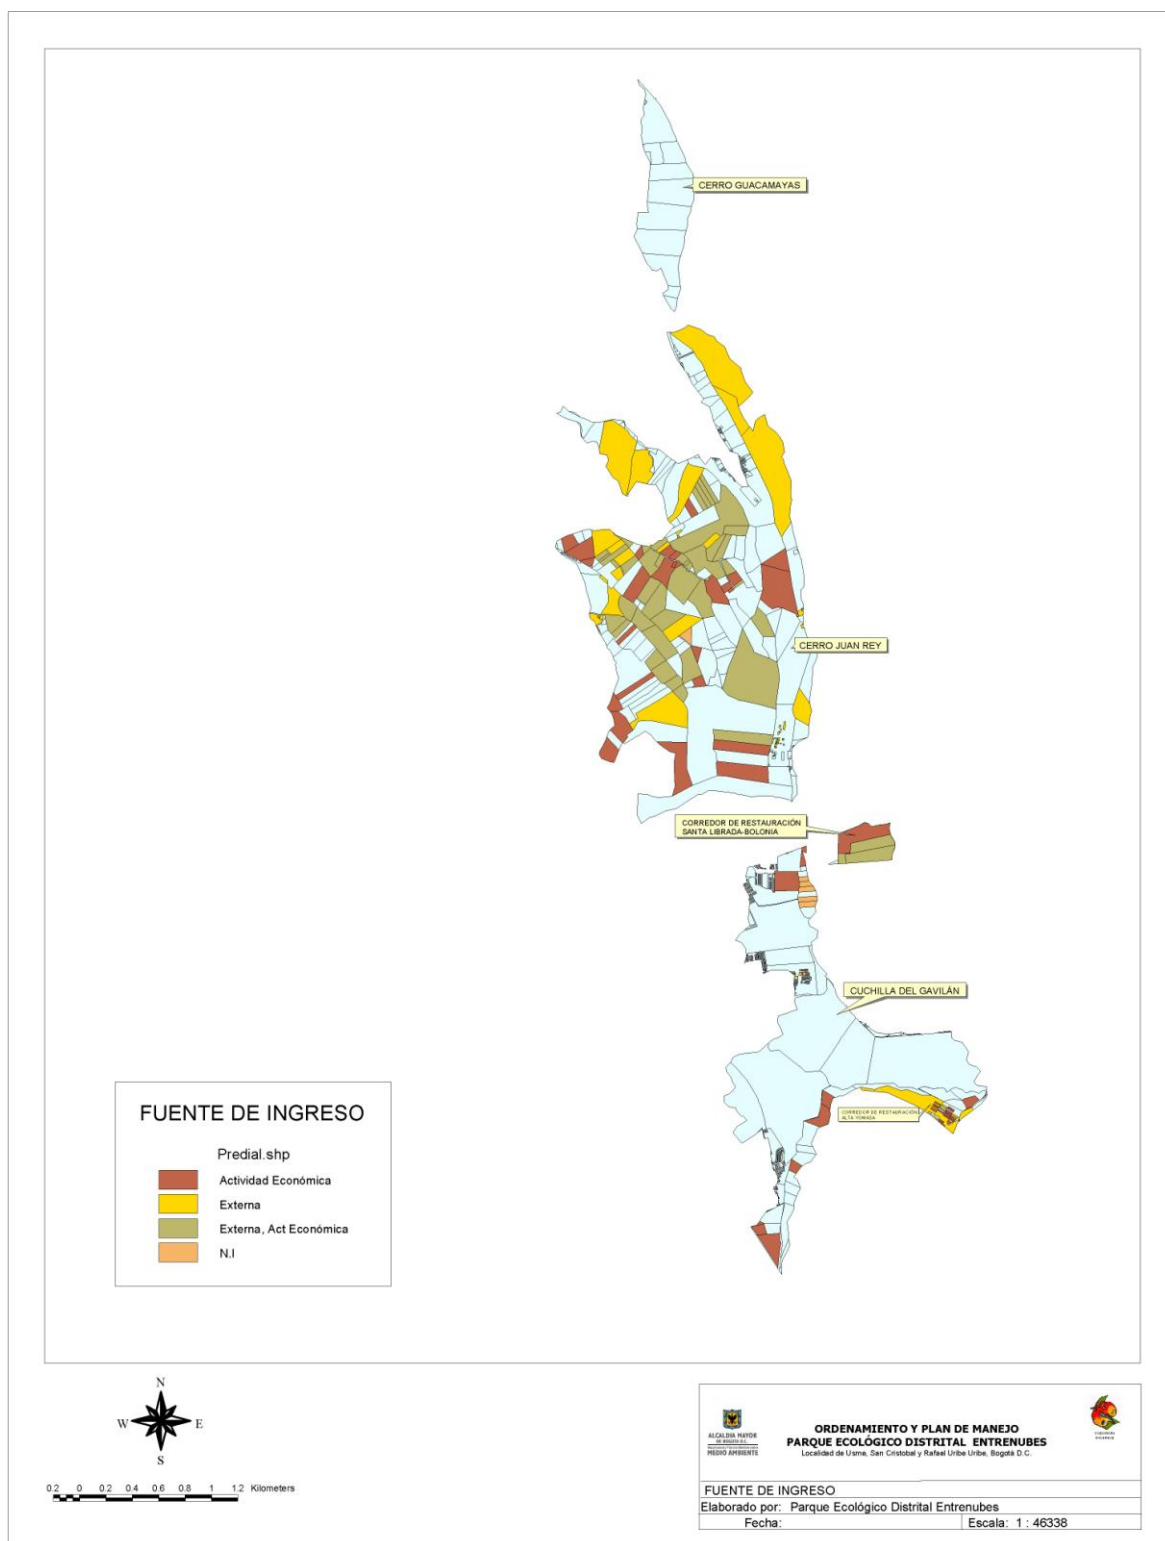 CERRO GUACAMAYAS
CERRO JUAN REY
CORREDOR DE RESTAURACIÓN
SANTA LIBRADA-BOLONIA
CUCHILLA DEL GAVILÁN
CORREDOR DE RESTAURACIÓN
ALTA
FUENTE DE INGRESO
Predial.shp
Actividad Económica
Externa
Externa, Act Económica
N.I
N
W
E
S
0.2 0 0.2 0.4 0.6 0.8 1 1.2 Kilometers
ALCALDIA MAYOR
DE BOGOTA D.C.
MEDIO AMBIENTE
ORDENAMIENTO Y PLAN DE MANEJO
PARQUE ECOLÓGICO DISTRITAL ENTRENUBES
Localidad de Usme, San Cristobal y Rafael Uribe Uribe, Bogotá D.C.
FUENTE DE INGRESO
Elaborado por: Parque Ecológico Distrital Entrenubes
Fecha:
Escala: 1 : 46338